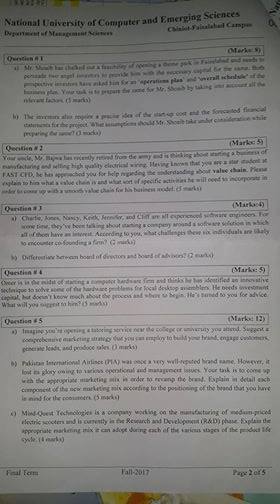 National University of Computer and Emerging Sciences
Department of Management Sciences
Chiniot-Faisalabad Campus
Question # 1
(Marks: 8)
a) Mr. Shoaib has chalked out a feasibility of opening a theme park in Faisalabad and needs to
persuade two angel investors to provide him with the necessary capital for the same. Both
prospective investors have asked him for an "operations plan" and "overall schedule" of the
business plan. Your task is to prepare the same for Mr. Shoaib by taking into account all the
relevant factors. (5 marks)
b) The investors also require a precise idea of the start-up cost and the forecasted financial
statements for the project. What assumptions should Mr. Shoaib take under consideration while
preparing the same? (3 marks)
Question # 2
(Marks: 5)
Your uncle, Mr. Bajwa has recently retired from the army and is thinking about starting a business of
manufacturing and selling high quality electrical wiring. Having known that you are a star student at
FAST CFD, he has approached you for help regarding the understanding about value chain. Please
explain to him what a value chain is and what sort of specific activities he will need to incorporate in
order to come up with a smooth value chain for his business model. (5 marks)
Question # 3
(Marks:4)
a) Charlie, Jones, Nancy, Keith, Jennifer, and Cliff are all experienced software engineers. For
some time, they've been talking about starting a company around a software solution in which
all of them have an interest. According to you, what challenges these six individuals are likely
to encounter co-founding a firm? (2 marks)
b) Differentiate between board of directors and board of advisors? (2 marks)
Question # 4
(Marks: 5)
Omer is in the midst of starting a computer hardware firm and thinks he has identified an innovative
technique to solve some of the hardware problems for local desktop assemblers. He needs investment
capital, but doesn't know much about the process and where to begin. He's turned to you for advice.
What will you suggest to him? (5 marks)
Question # 5
(Marks: 12)
a) Imagine you're opening a tutoring service near the college or university you attend. Suggest a
comprehensive marketing strategy that you can employ to build your brand, engage customers,
generate leads, and produce sales. (3 marks)
b) Pakistan International Airlines (PIA) was once a very well-reputed brand name. However, it lost
its glory owing to various operational and management issues. Your task is to
come up with the appropriate marketing mix in order to revamp the brand. Explain in detail each
component of the new marketing mix according to the positioning of the brand that you
have in mind for the consumers. (5 marks)
c) Mind-Quest Technologies is a company working on the manufacturing of medium-priced
electric scooters and is currently in the Research and Development (R&D) phase. Explain the
appropriate marketing mix it can adopt during each of the various stages of the product life
cycle. (4 marks)
Final Term
Fall-2017
Page 2 of 5